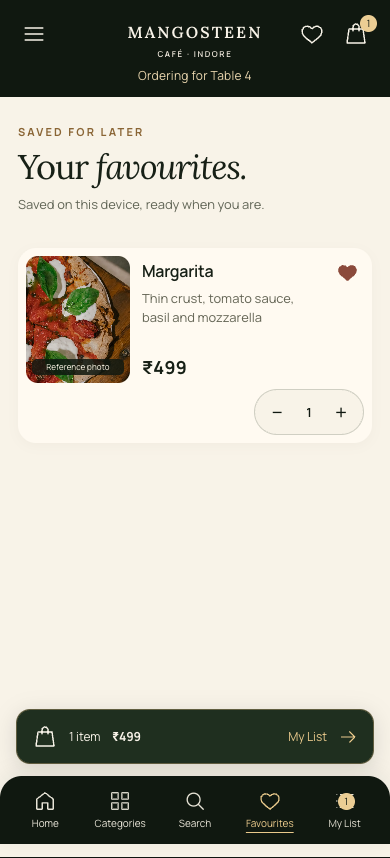 MANGOSTEEN
CAFÉ · INDORE
1
Ordering for Table 4
SAVED FOR LATER
Your favourites.
Saved on this device, ready when you are.
Margarita
Thin crust, tomato sauce,
basil and mozzarella
Reference photo
₹499
− 1 +
1 item ₹499 My List →
1
Home Categories Search Favourites My List